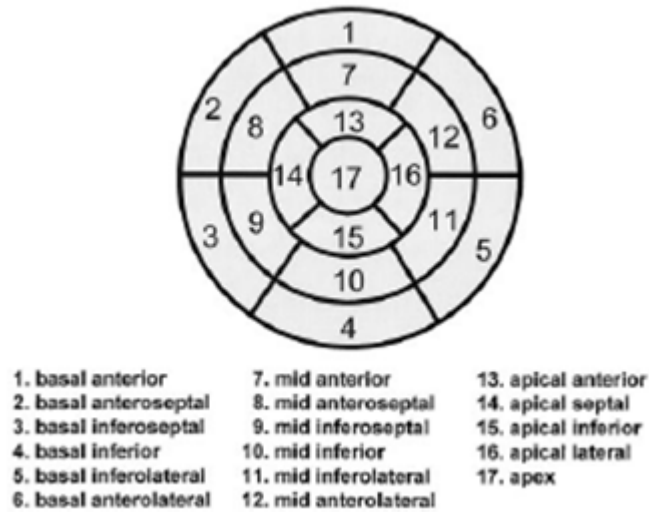 1
7
2
6
8
12
13
14
17
16
3
9
15
11
5
10
4
1. basal anterior
2. basal anteroseptal
3. basal inferoseptal
4. basal inferior
5. basal inferolateral
6. basal anterolateral
7. mid anterior
8. mid anteroseptal
9. mid inferoseptal
10. mid inferior
11. mid inferolateral
12. mid anterolateral
13. apical anterior
14. apical septal
15. apical inferior
16. apical lateral
17. apex